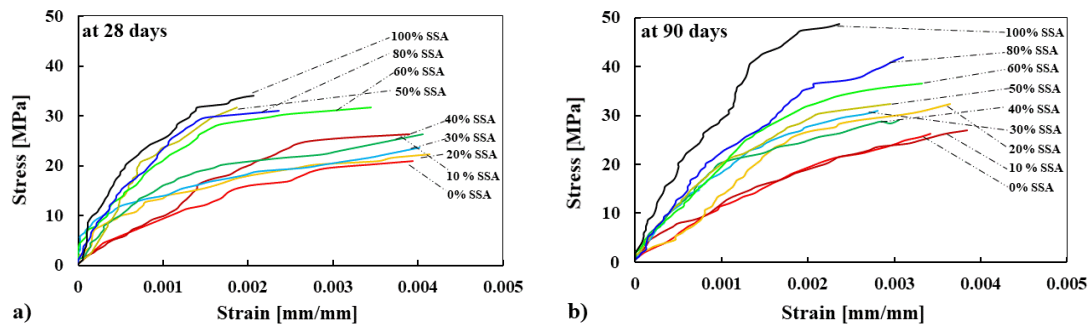 at 28 days
Stress [MPa]
50
40
30
20
10
0
0
0.001
0.002
0.003
0.004
0.005
Strain [mm/mm]
100% SSA
80% SSA
60% SSA
50% SSA
40% SSA
30% SSA
20% SSA
10 % SSA
0% SSA
a)
at 90 days
Stress [MPa]
50
40
30
20
10
0
0
0.001
0.002
0.003
0.004
0.005
Strain [mm/mm]
100% SSA
80% SSA
60% SSA
50% SSA
40% SSA
30% SSA
20% SSA
10 % SSA
0% SSA
b)